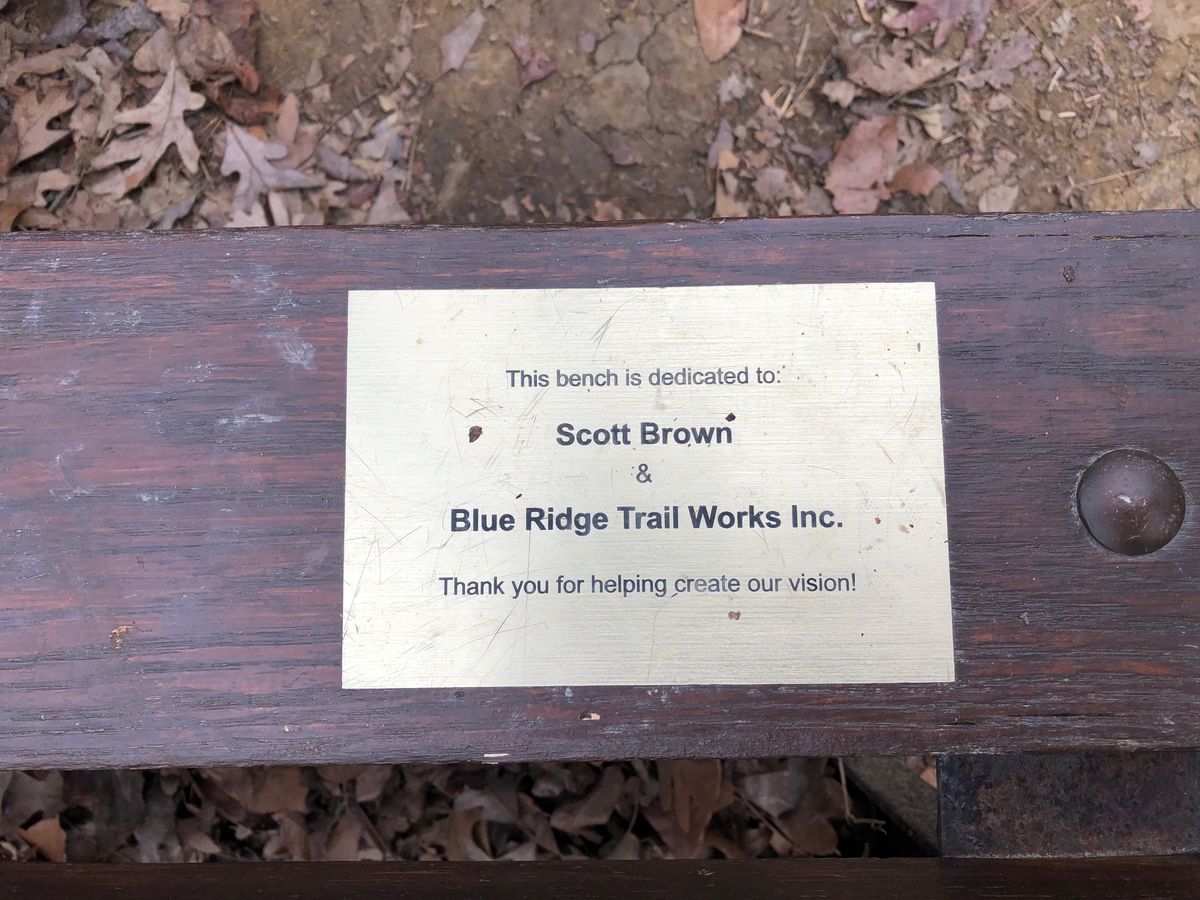 This bench is dedicated to:
Scott Brown
&
Blue Ridge Trail Works Inc.
Thank you for helping create our vision!